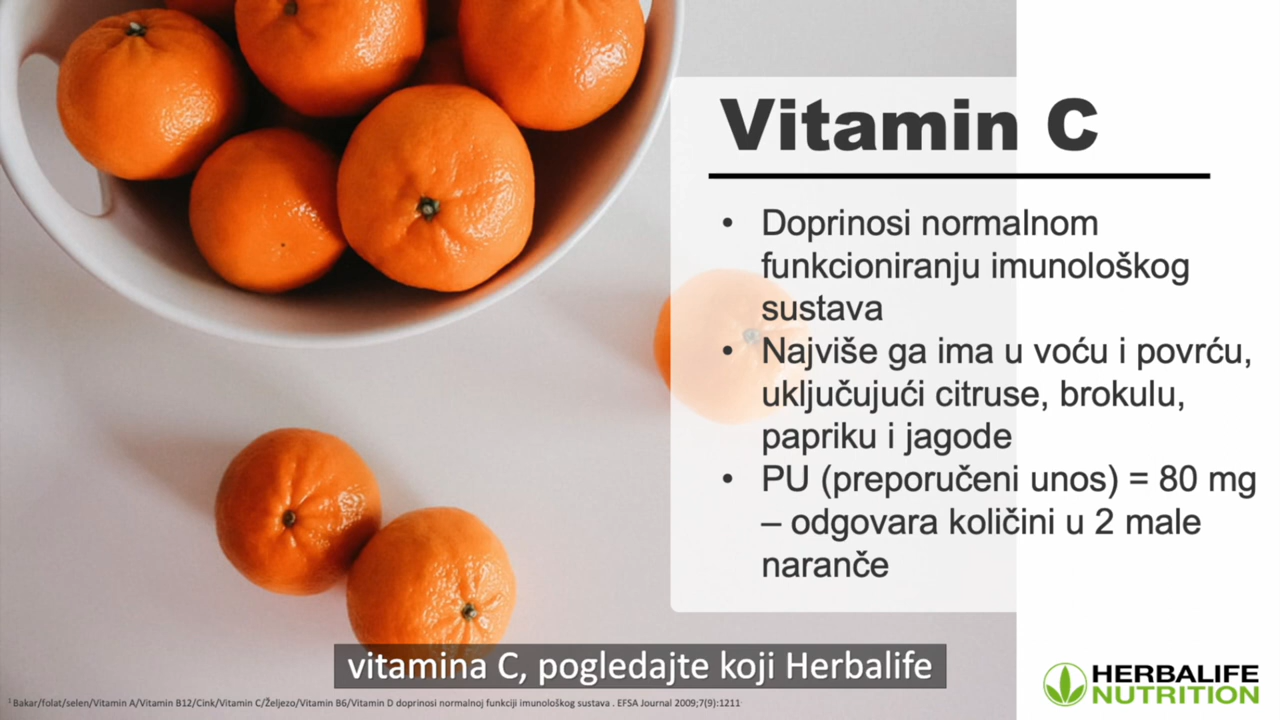 Vitamin C
• Doprinosi normalnom
funkcioniranju imunološkog
sustava
• Najviše ga ima u voću i povrću,
uključujući citruse, brokulu,
papriku i jagode
• PU (preporučeni unos) = 80 mg
– odgovara količini u 2 male
naranče
vitamina C, pogledajte koji Herbalife
HERBALIFE
NUTRITION
1 Bakar/folat/selen/Vitamin A/Vitamin B12/Cink/Vitamin C/Željezo/Vitamin B6/Vitamin D doprinosi normalnoj funkciji imunološkog sustava . EFSA Journal 2009;7(9):1211